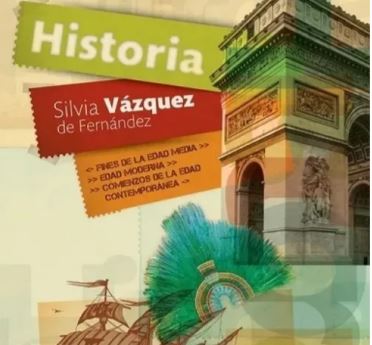 Historia
Silvia Vázquez
de Fernández
<- FINES DE LA EDAD MEDIA >>
>> EDAD MODERNA >>
>> COMIENZOS DE LA EDAD
CONTEMPORÁNEA ->